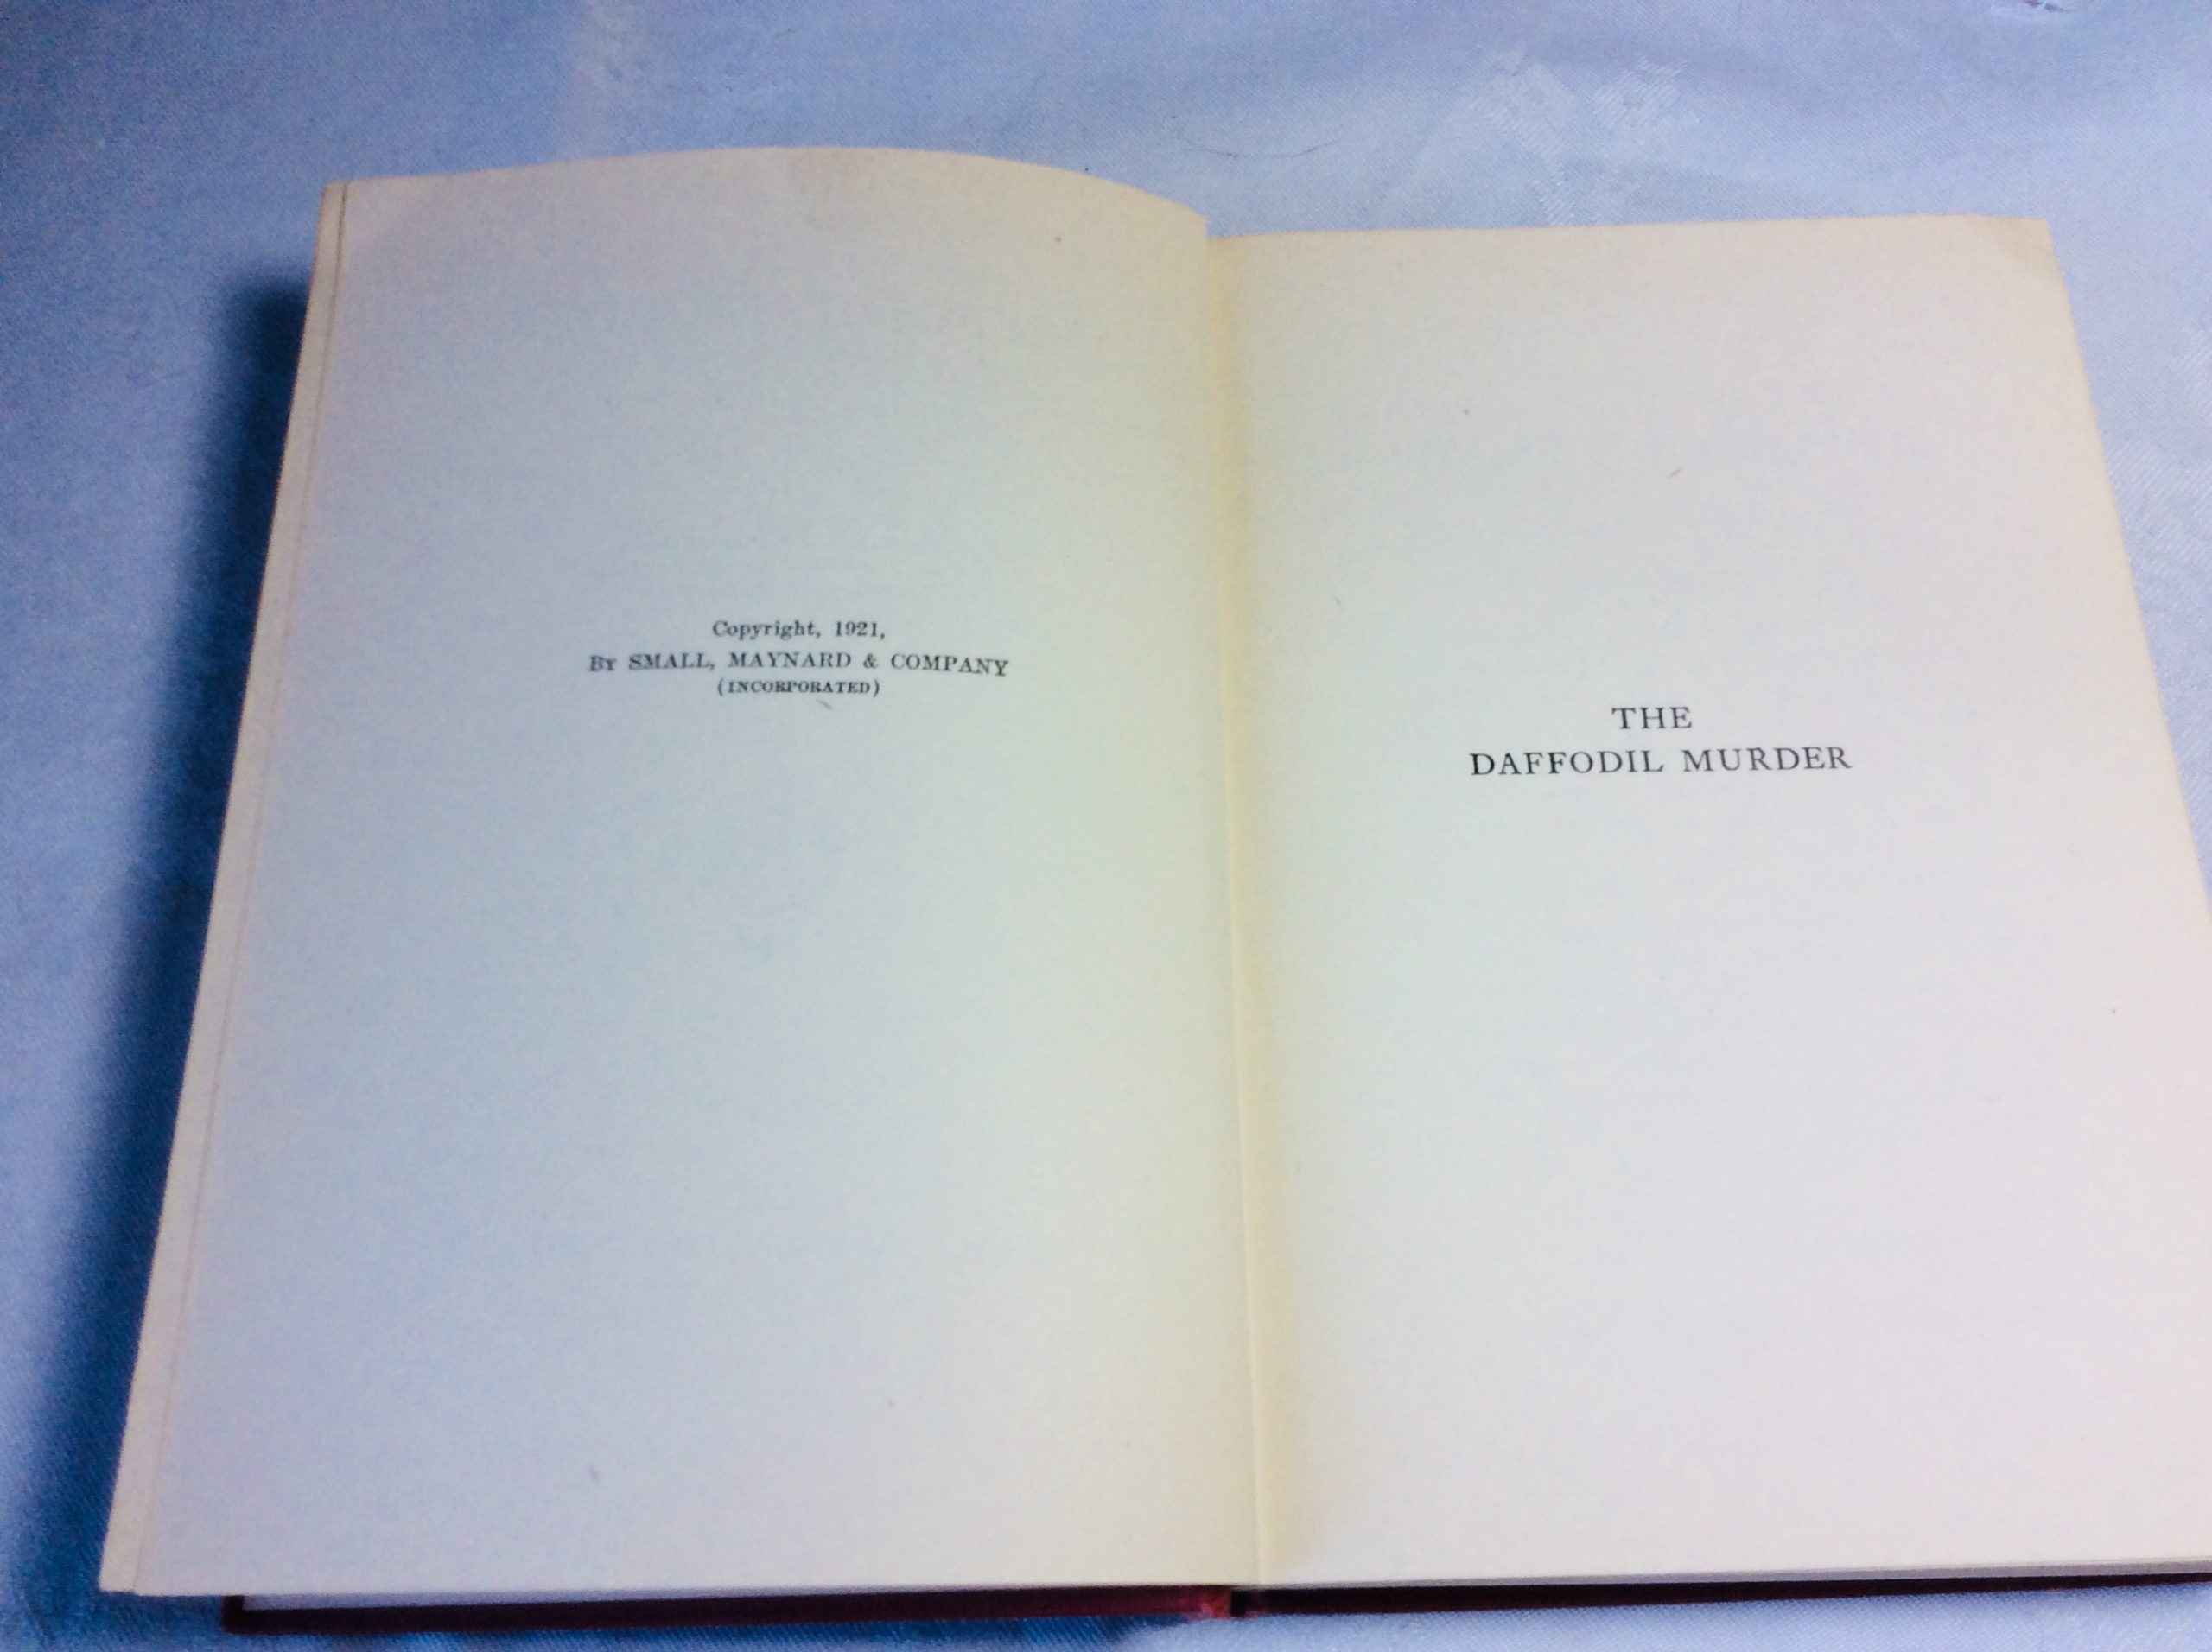 Copyright, 1921,
By SMALL, MAYNARD & COMPANY
(INCORPORATED)
THE
DAFFODIL MURDER